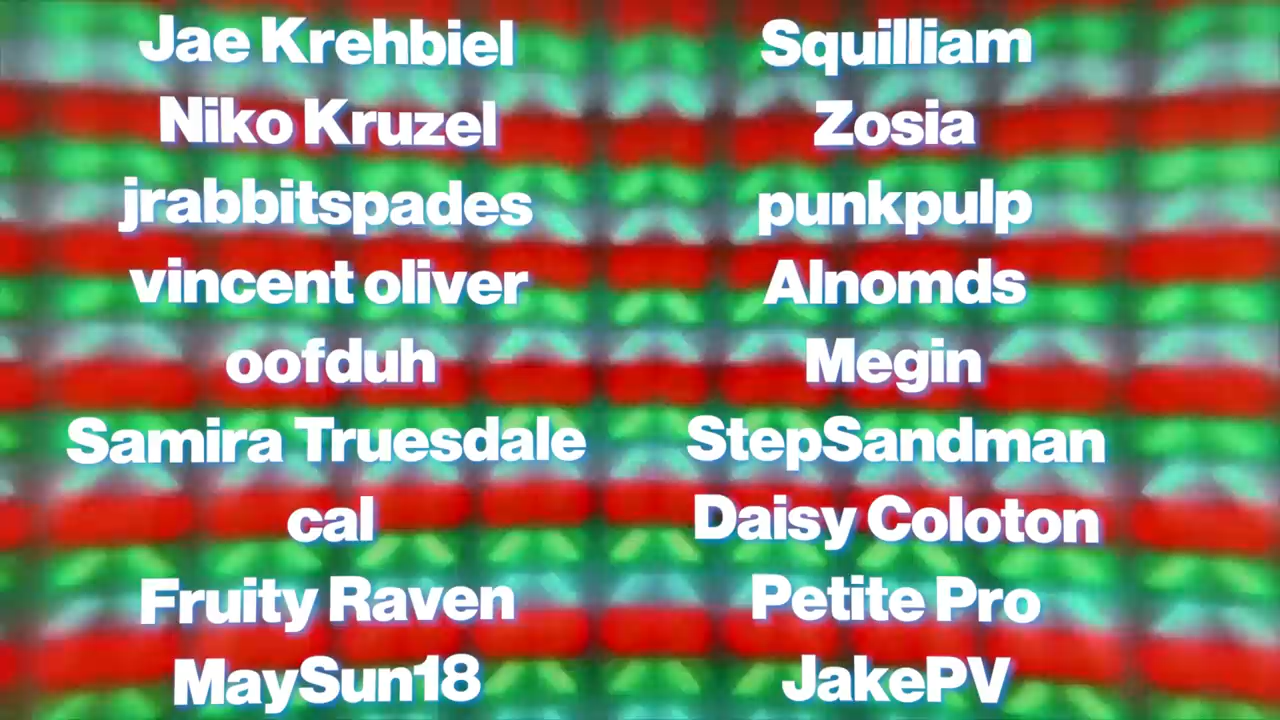 Jae Krehbiel
Niko Kruzel
jrabbitspades
vincent oliver
oofduh
Samira Truesdale
cal
Fruity Raven
MaySun18
Squilliam
Zosia
punkpulp
Alnomds
Megin
StepSandman
Daisy Coloton
Petite Pro
JakePV